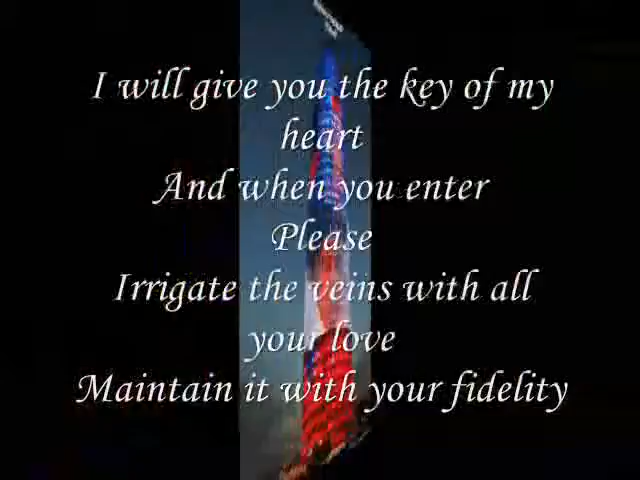 I will give you the key of my
heart
And when you enter
Please
Irrigate the veins with all
your love
Maintain it with your fidelity